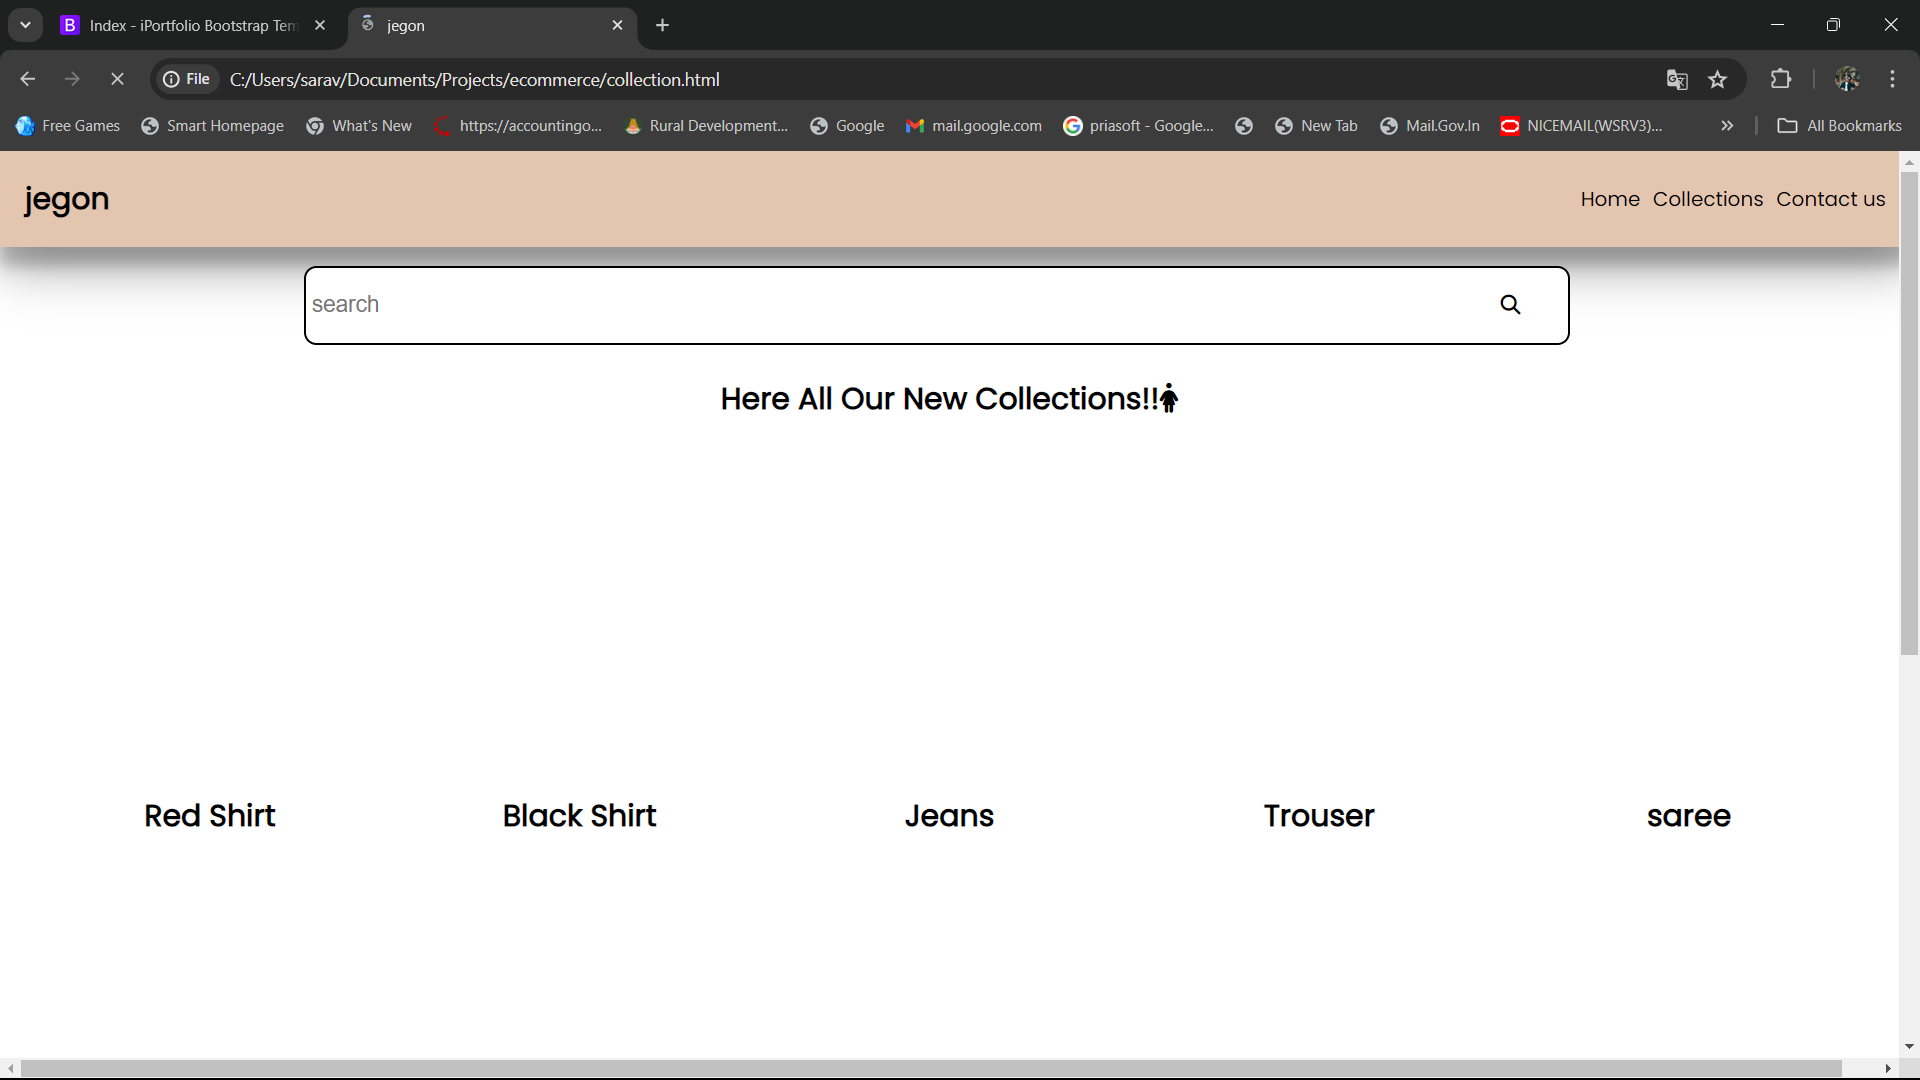 Index - iPortfolio Bootstrap Tem
jegon
File
C:/Users/sarav/Documents/Projects/ecommerce/collection.html
Free Games
Smart Homepage
What's New
https://accountingo...
Rural Development...
Google
mail.google.com
priasoft - Google...
New Tab
Mail.Gov.In
NICEMAIL(WSRV3)...
All Bookmarks
jegon
Home Collections Contact us
search
Here All Our New Collections!!
Red Shirt
Black Shirt
Jeans
Trouser
saree